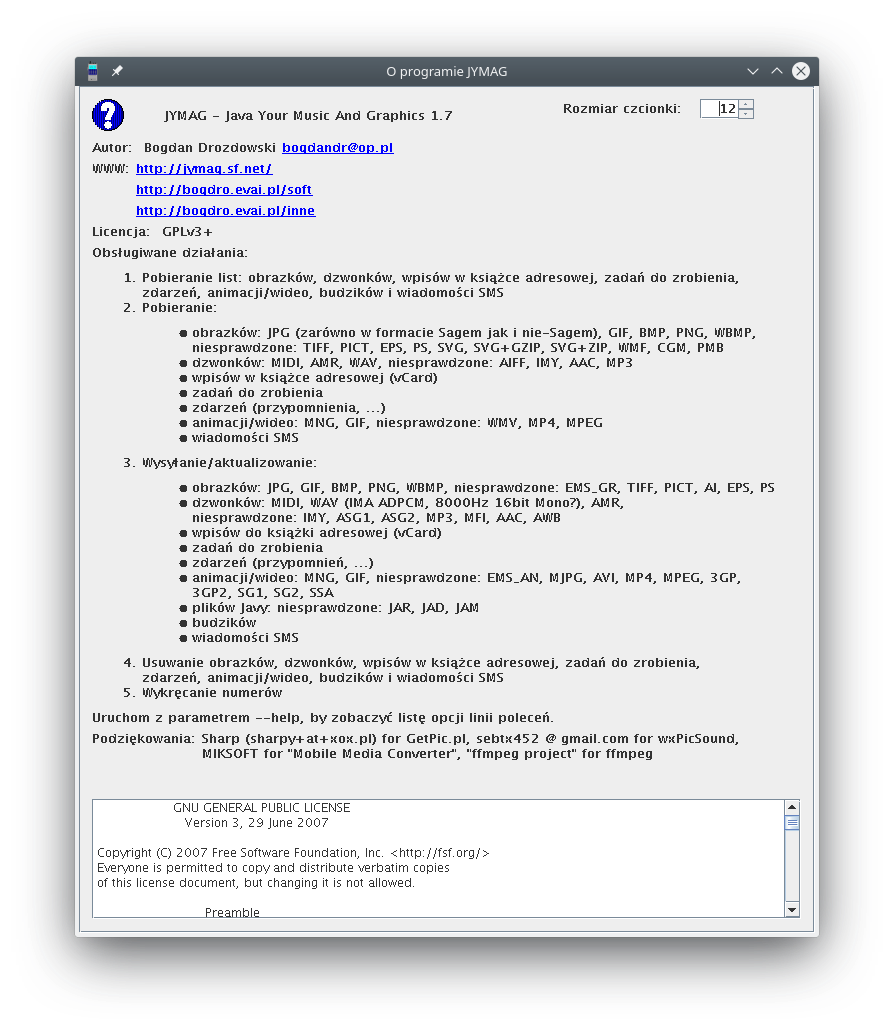 O programie JYMAG
JYMAG - Java Your Music And Graphics 1.7
Rozmiar czcionki: 12
Autor: Bogdan Drozdowski bogdandr@op.pl
WWW: http://jymag.sf.net/
http://bogdro.evai.pl/soft
http://bogdro.evai.pl/inne
Licencja: GPLv3+
Obsługiwane działania:
1. Pobieranie list: obrazków, dzwonków, wpisów w książce adresowej, zadań do zrobienia,
zdarzeń, animacji/wideo, budzików i wiadomości SMS
2. Pobieranie:
● obrazków: JPG (zarówno w formacie Sagem jak i nie-Sagem), GIF, BMP, PNG, WBMP,
niesprawdzone: TIFF, PICT, EPS, PS, SVG, SVG+GZIP, SVG+ZIP, WMF, CGM, PMB
● dzwonków: MIDI, AMR, WAV, niesprawdzone: AIFF, IMY, AAC, MP3
● wpisów w książce adresowej (vCard)
● zadań do zrobienia
● zdarzeń (przypomnienia, ...)
● animacji/wideo: MNG, GIF, niesprawdzone: WMV, MP4, MPEG
● wiadomości SMS
3. Wysyłanie/aktualizowanie:
● obrazków: JPG, GIF, BMP, PNG, WBMP, niesprawdzone: EMS_GR, TIFF, PICT, AI, EPS, PS
● dzwonków: MIDI, WAV (IMA ADPCM, 8000Hz 16bit Mono?), AMR,
niesprawdzone: IMY, ASG1, ASG2, MP3, MFI, AAC, AWB
● wpisów do książki adresowej (vCard)
● zadań do zrobienia
● zdarzeń (przypomnień, ...)
● animacji/wideo: MNG, GIF, niesprawdzone: EMS_AN, MJPG, AVI, MP4, MPEG, 3GP,
3GP2, SG1, SG2, SSA
● plików Javy: niesprawdzone: JAR, JAD, JAM
● budzików
● wiadomości SMS
4. Usuwanie obrazków, dzwonków, wpisów w książce adresowej, zadań do zrobienia,
zdarzeń, animacji/wideo, budzików i wiadomości SMS
5. Wykręcanie numerów
Uruchom z parametrem --help, by zobaczyć listę opcji linii poleceń.
Podziękowania: Sharp (sharpy+at+xox.pl) for GetPic.pl, sebtx452 @ gmail.com for wxPicSound,
MIKSOFT for "Mobile Media Converter", "ffmpeg project" for ffmpeg
GNU GENERAL PUBLIC LICENSE
Version 3, 29 June 2007
Copyright (C) 2007 Free Software Foundation, Inc. <http://fsf.org/>
Everyone is permitted to copy and distribute verbatim copies
of this license document, but changing it is not allowed.
Preamble